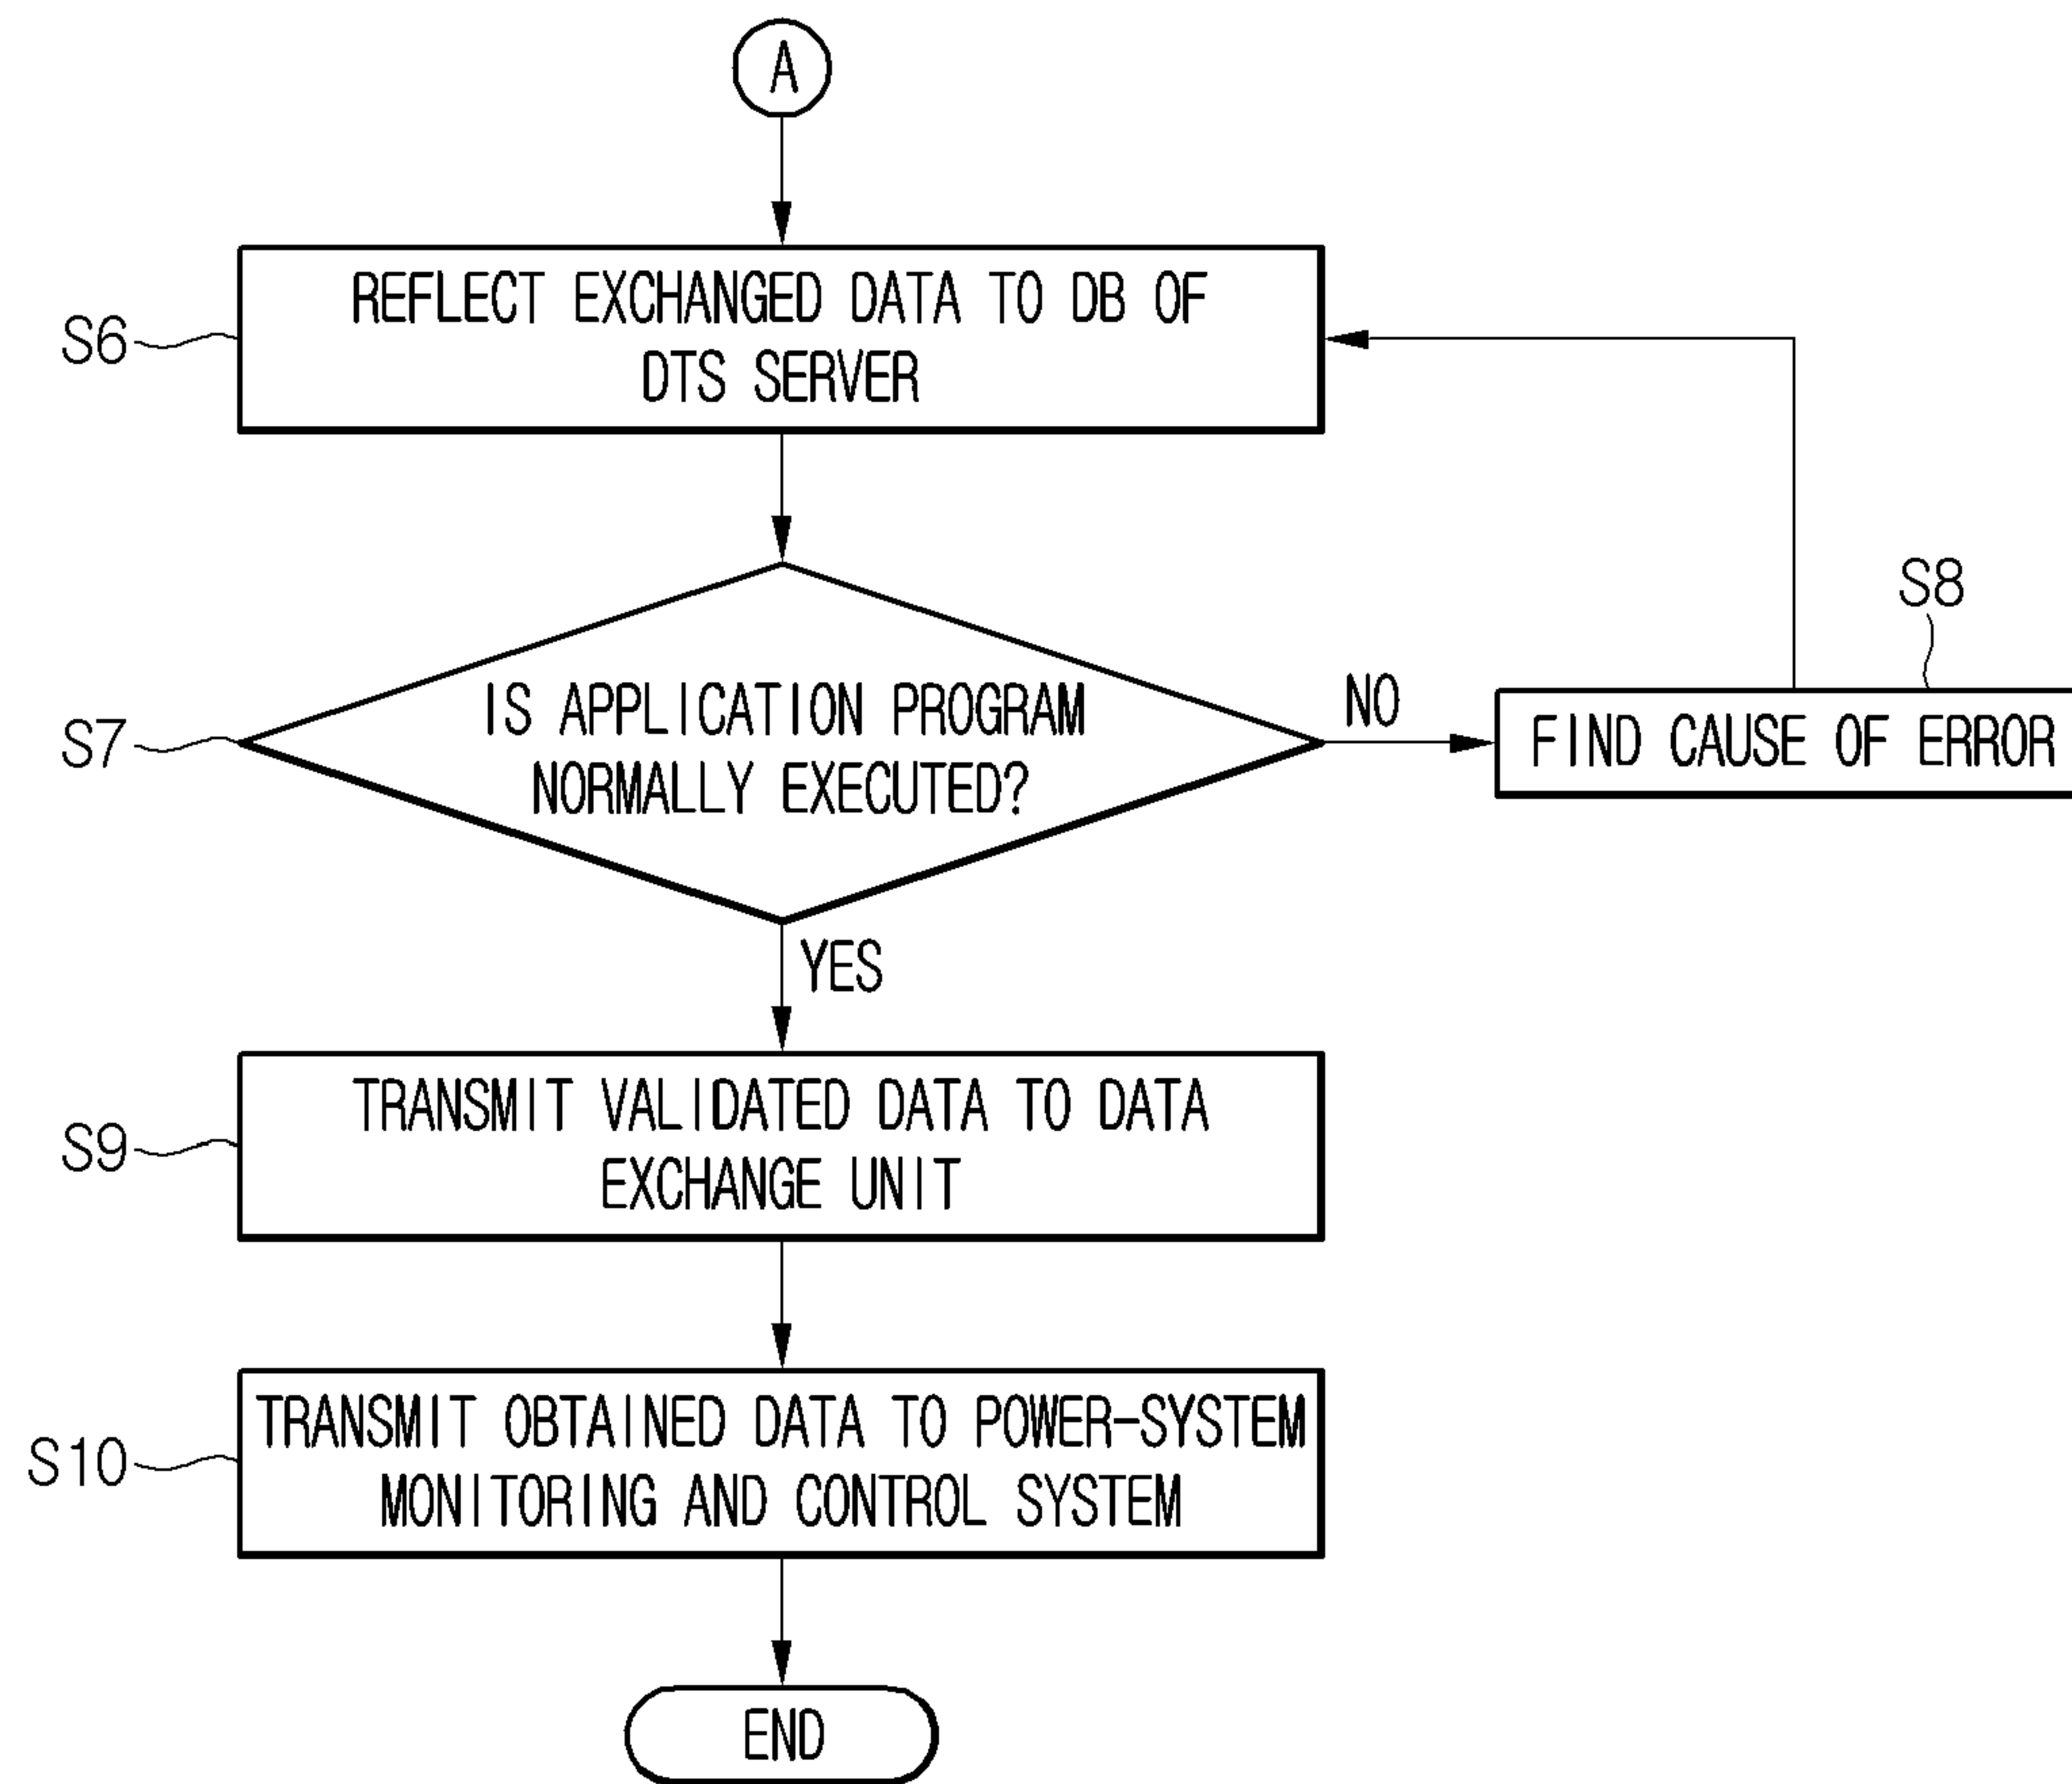 A
S6
REFLECT EXCHANGED DATA TO DB OF
DTS SERVER
S7
IS APPLICATION PROGRAM
NORMALLY EXECUTED?
NO
S8
FIND CAUSE OF ERROR
YES
S9
TRANSMIT VALIDATED DATA TO DATA
EXCHANGE UNIT
S10
TRANSMIT OBTAINED DATA TO POWER-SYSTEM
MONITORING AND CONTROL SYSTEM
END